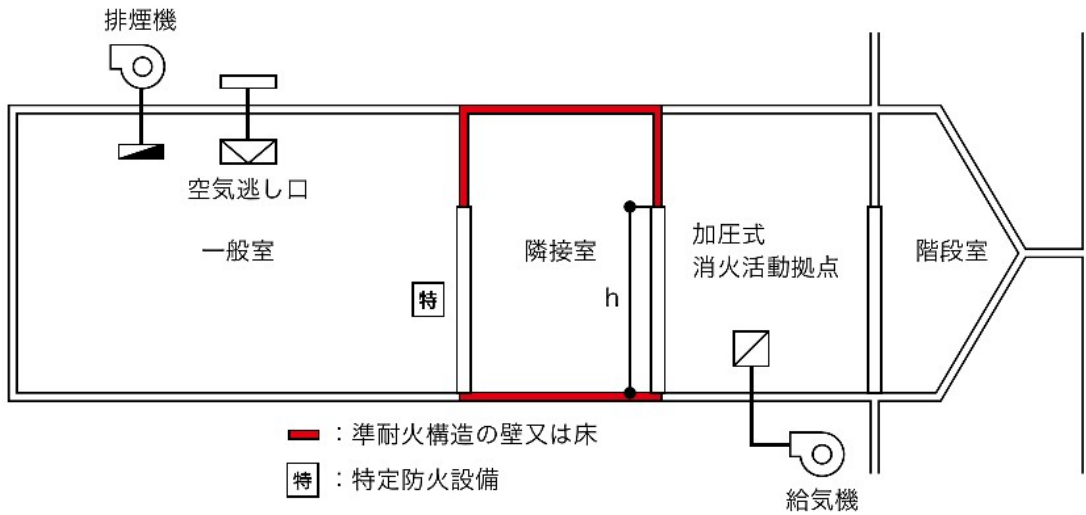 排煙機
空気逃し口
一般室
特
隣接室
h
加圧式
消火活動拠点
階段室
給気機
：準耐火構造の壁又は床
特：特定防火設備